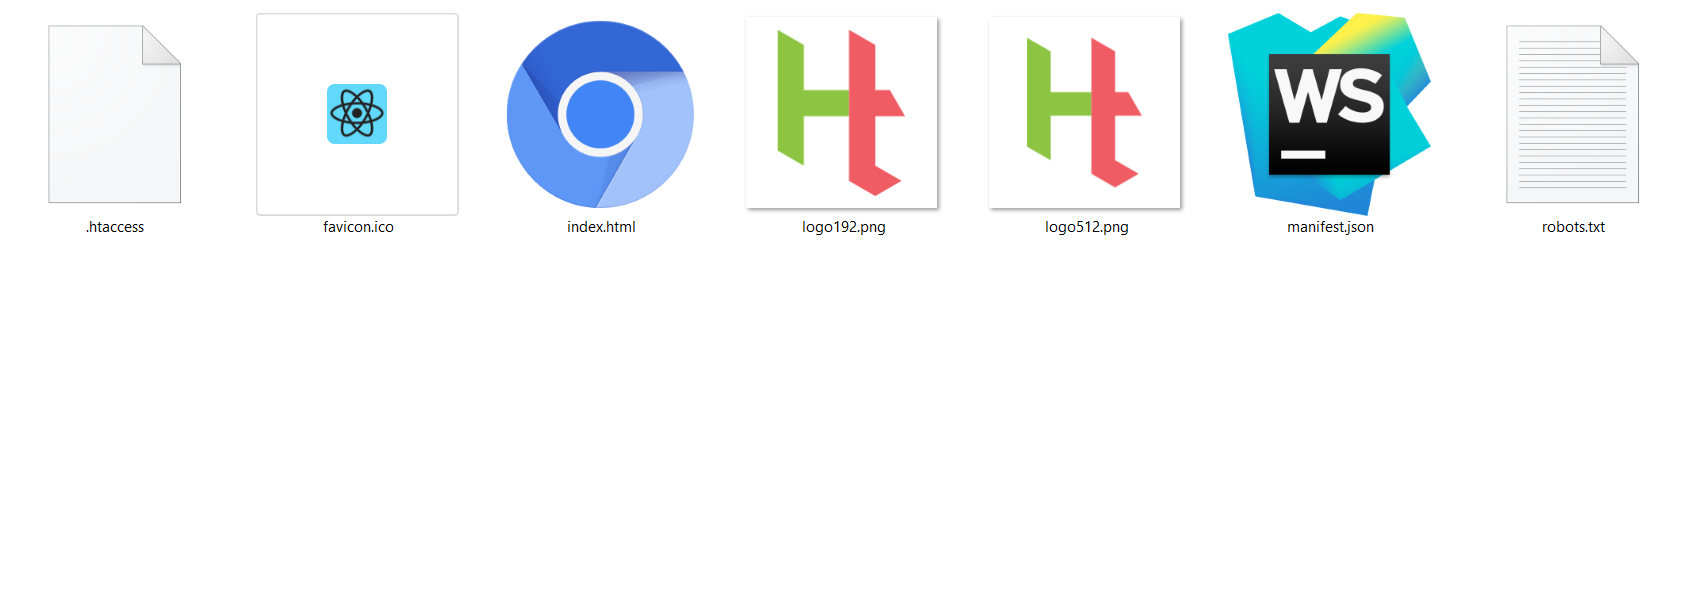 WS
.htaccess
favicon.ico
index.html
logo192.png
logo512.png
manifest.json
robots.txt